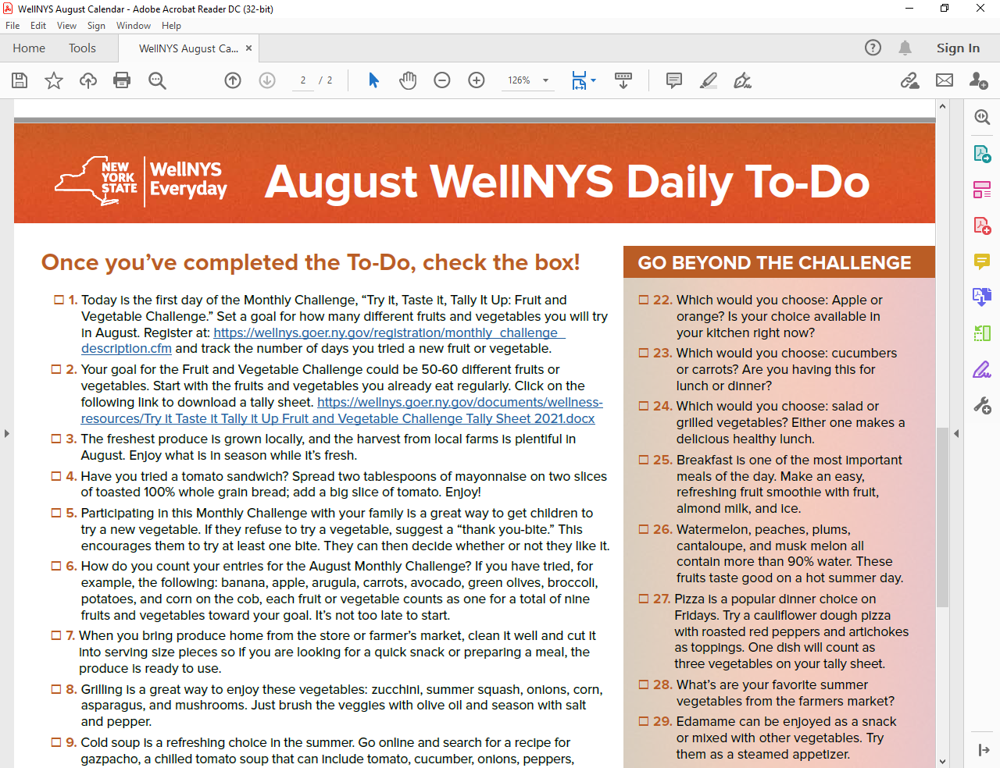 WellNYS August Calendar - Adobe Acrobat Reader DC (32-bit)
File Edit View Sign Window Help
Home Tools WellNYS August Ca... × Sign In
2 / 2 126%
NEW YORK STATE
WellNYS Everyday
August WellNYS Daily To-Do
Once you’ve completed the To-Do, check the box!
1. Today is the first day of the Monthly Challenge, “Try It, Taste it, Tally It Up: Fruit and
Vegetable Challenge.” Set a goal for how many different fruits and vegetables you will try
in August. Register at: https://wellnys.goer.ny.gov/registration/monthly_challenge_
description.cfm and track the number of days you tried a new fruit or vegetable.
2. Your goal for the Fruit and Vegetable Challenge could be 50-60 different fruits or
vegetables. Start with the fruits and vegetables you already eat regularly. Click on the
following link to download a tally sheet. https://wellnys.goer.ny.gov/documents/wellness-
resources/Try It Taste It Tally It Up Fruit and Vegetable Challenge Tally Sheet 2021.docx
3. The freshest produce is grown locally, and the harvest from local farms is plentiful in
August. Enjoy what is in season while it’s fresh.
4. Have you tried a tomato sandwich? Spread two tablespoons of mayonnaise on two slices
of toasted 100% whole grain bread; add a big slice of tomato. Enjoy!
5. Participating in this Monthly Challenge with your family is a great way to get children to
try a new vegetable. If they refuse to try a vegetable, suggest a “thank you-bite.” This
encourages them to try at least one bite. They can then decide whether or not they like it.
6. How do you count your entries for the August Monthly Challenge? If you have tried, for
example, the following: banana, apple, arugula, carrots, avocado, green olives, broccoli,
potatoes, and corn on the cob, each fruit or vegetable counts as one for a total of nine
fruits and vegetables toward your goal. It’s not too late to start.
7. When you bring produce home from the store or farmer’s market, clean it well and cut it
into serving size pieces so if you are looking for a quick snack or preparing a meal, the
produce is ready to use.
8. Grilling is a great way to enjoy these vegetables: zucchini, summer squash, onions, corn,
asparagus, and mushrooms. Just brush the veggies with olive oil and season with salt
and pepper.
9. Cold soup is a refreshing choice in the summer. Go online and search for a recipe for
gazpacho, a chilled tomato soup that can include tomato, cucumber, onions, peppers,
GO BEYOND THE CHALLENGE
22. Which would you choose: Apple or
orange? Is your choice available in
your kitchen right now?
23. Which would you choose: cucumbers
or carrots? Are you having this for
lunch or dinner?
24. Which would you choose: salad or
grilled vegetables? Either one makes a
delicious healthy lunch.
25. Breakfast is one of the most important
meals of the day. Make an easy,
refreshing fruit smoothie with fruit,
almond milk, and ice.
26. Watermelon, peaches, plums,
cantaloupe, and musk melon all
contain more than 90% water. These
fruits taste good on a hot summer day.
27. Pizza is a popular dinner choice on
Fridays. Try a cauliflower dough pizza
with roasted red peppers and artichokes
as toppings. One dish will count as
three vegetables on your tally sheet.
28. What’s are your favorite summer
vegetables from the farmers market?
29. Edamame can be enjoyed as a snack
or mixed with other vegetables. Try
them as a steamed appetizer.